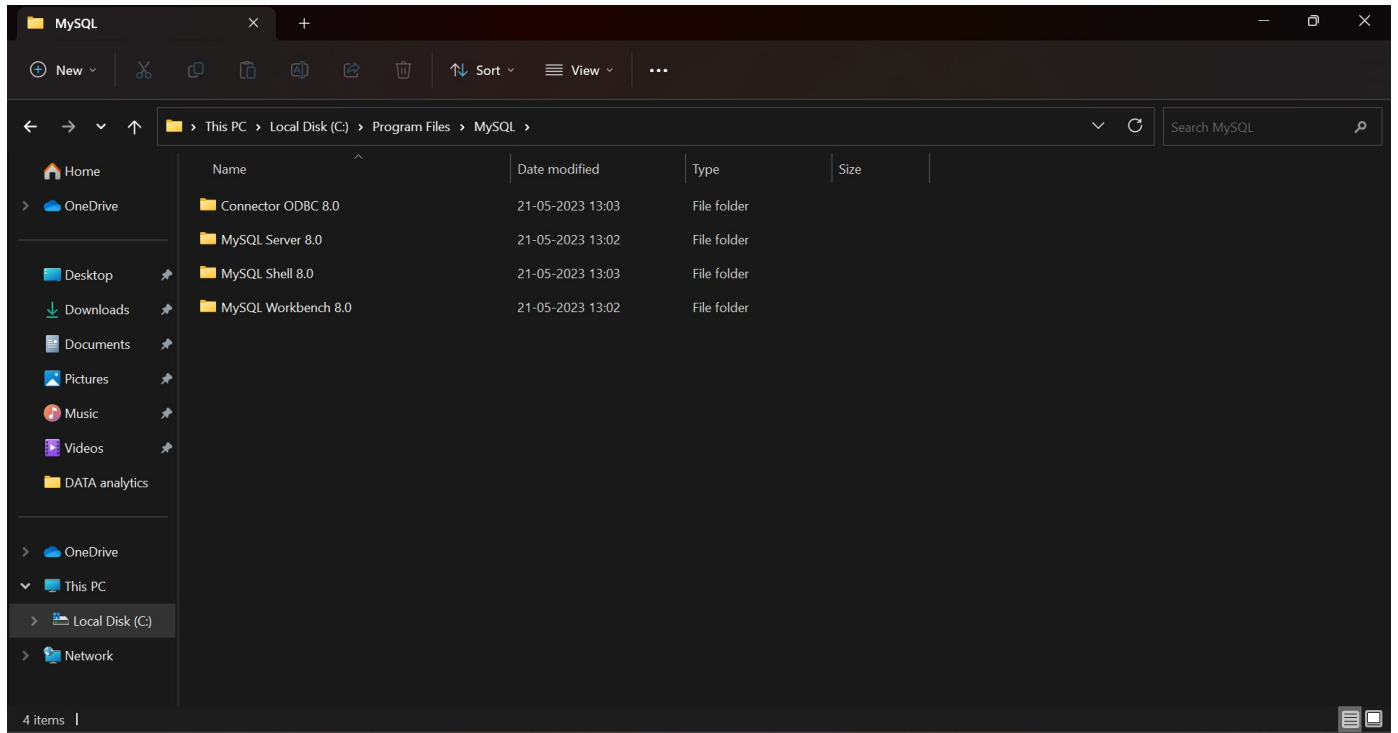 MySQL
New
Sort
View
This PC > Local Disk (C:) > Program Files > MySQL >
Search MySQL
Home
OneDrive
Desktop
Downloads
Documents
Pictures
Music
Videos
DATA analytics
OneDrive
This PC
Local Disk (C:)
Network
Name Date modified Type Size
Connector ODBC 8.0 21-05-2023 13:03 File folder
MySQL Server 8.0 21-05-2023 13:02 File folder
MySQL Shell 8.0 21-05-2023 13:03 File folder
MySQL Workbench 8.0 21-05-2023 13:02 File folder
4 items